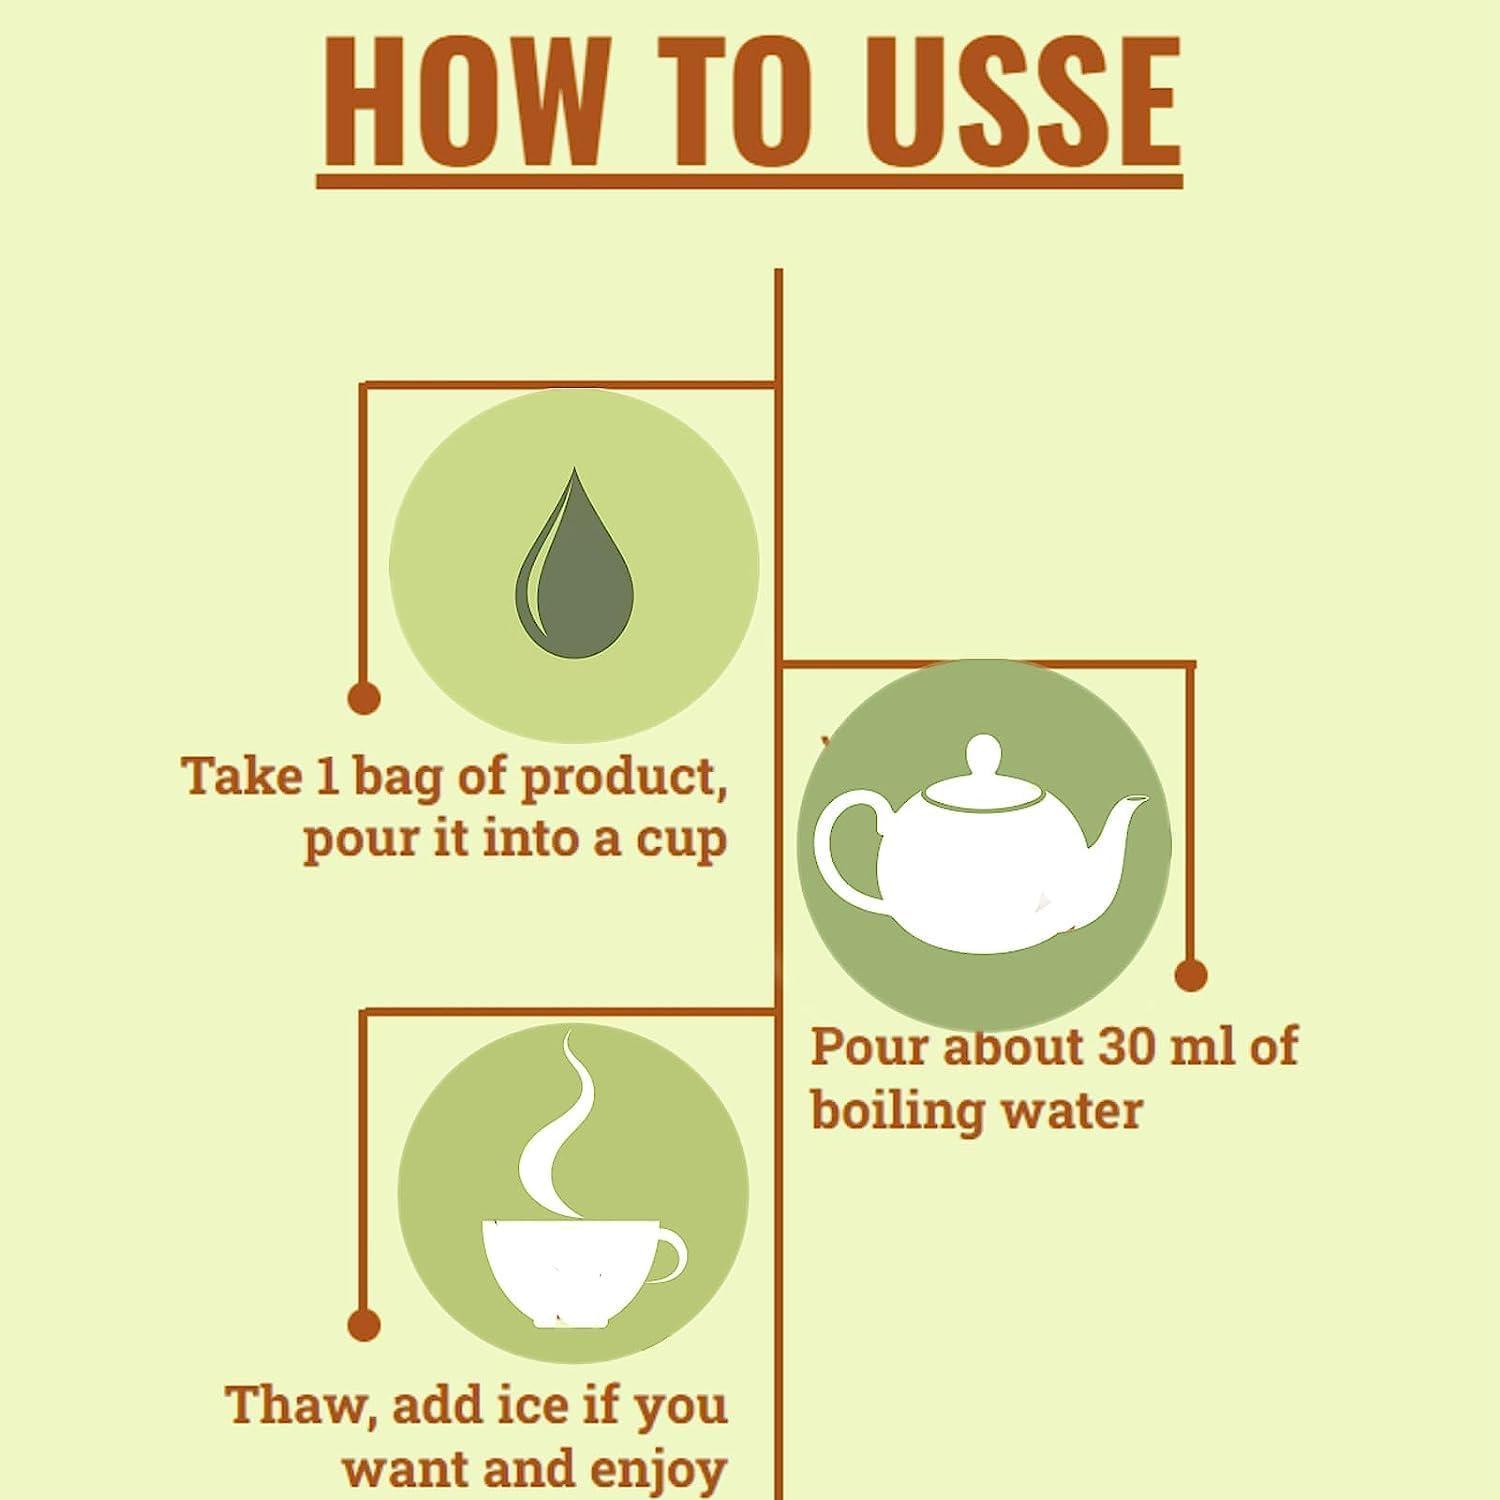 HOW TO USSE
Take 1 bag of product,
pour it into a cup
Pour about 30 ml of
boiling water
Thaw, add ice if you
want and enjoy